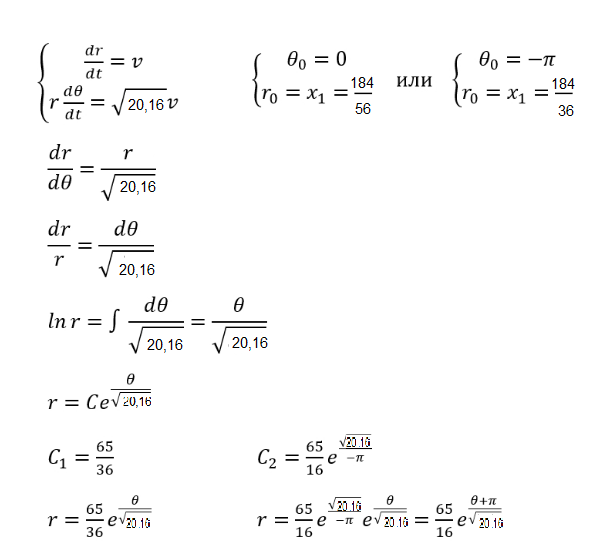 { dr/dt = v    { θ₀ = 0    или    { θ₀ = −π
{ r dθ/dt = √20,16 v    { r₀ = x₁ = 184/56    { r₀ = x₁ = 184/36
dr/dθ = r/√20,16
dr/r = dθ/√20,16
ln r = ∫ dθ/√20,16 = θ/√20,16
r = Ce^(θ/√20,16)
C₁ = 65/36    C₂ = 65/16 e^(√20.16/−π)
r = 65/36 e^(θ/√20.16)    r = 65/16 e^(√20.16/−π) e^(θ/√20.16) = 65/16 e^((θ+π)/√20.16)